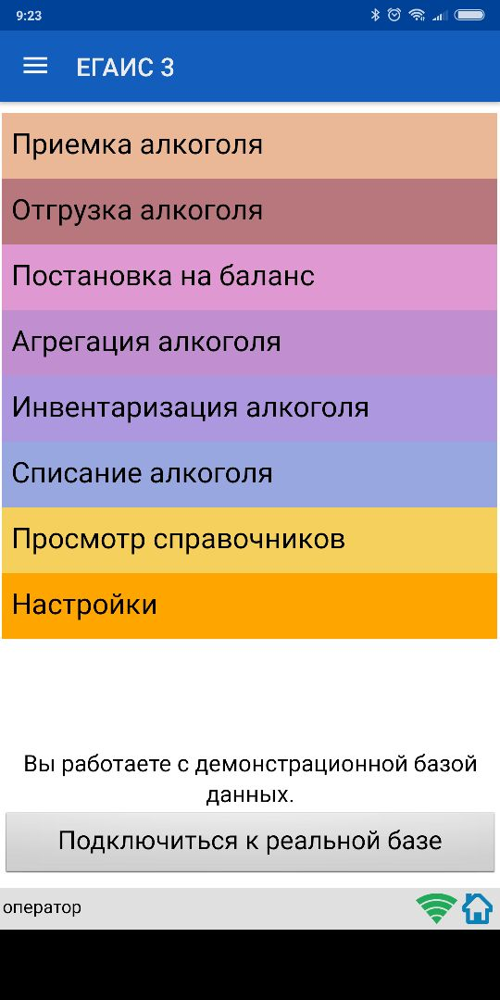 9:23
ЕГАИС 3
Приемка алкоголя
Отгрузка алкоголя
Постановка на баланс
Агрегация алкоголя
Инвентаризация алкоголя
Списание алкоголя
Просмотр справочников
Настройки
Вы работаете с демонстрационной базой
данных.
Подключиться к реальной базе
оператор